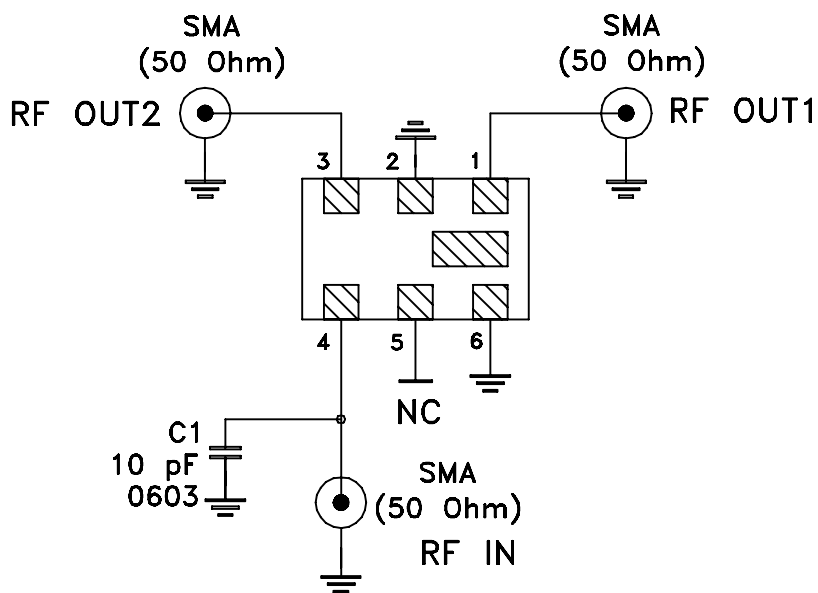 SMA
(50 Ohm)
RF OUT2
SMA
(50 Ohm)
RF OUT1
3
2
1
4
5
6
NC
C1
10 pF
0603
SMA
(50 Ohm)
RF IN